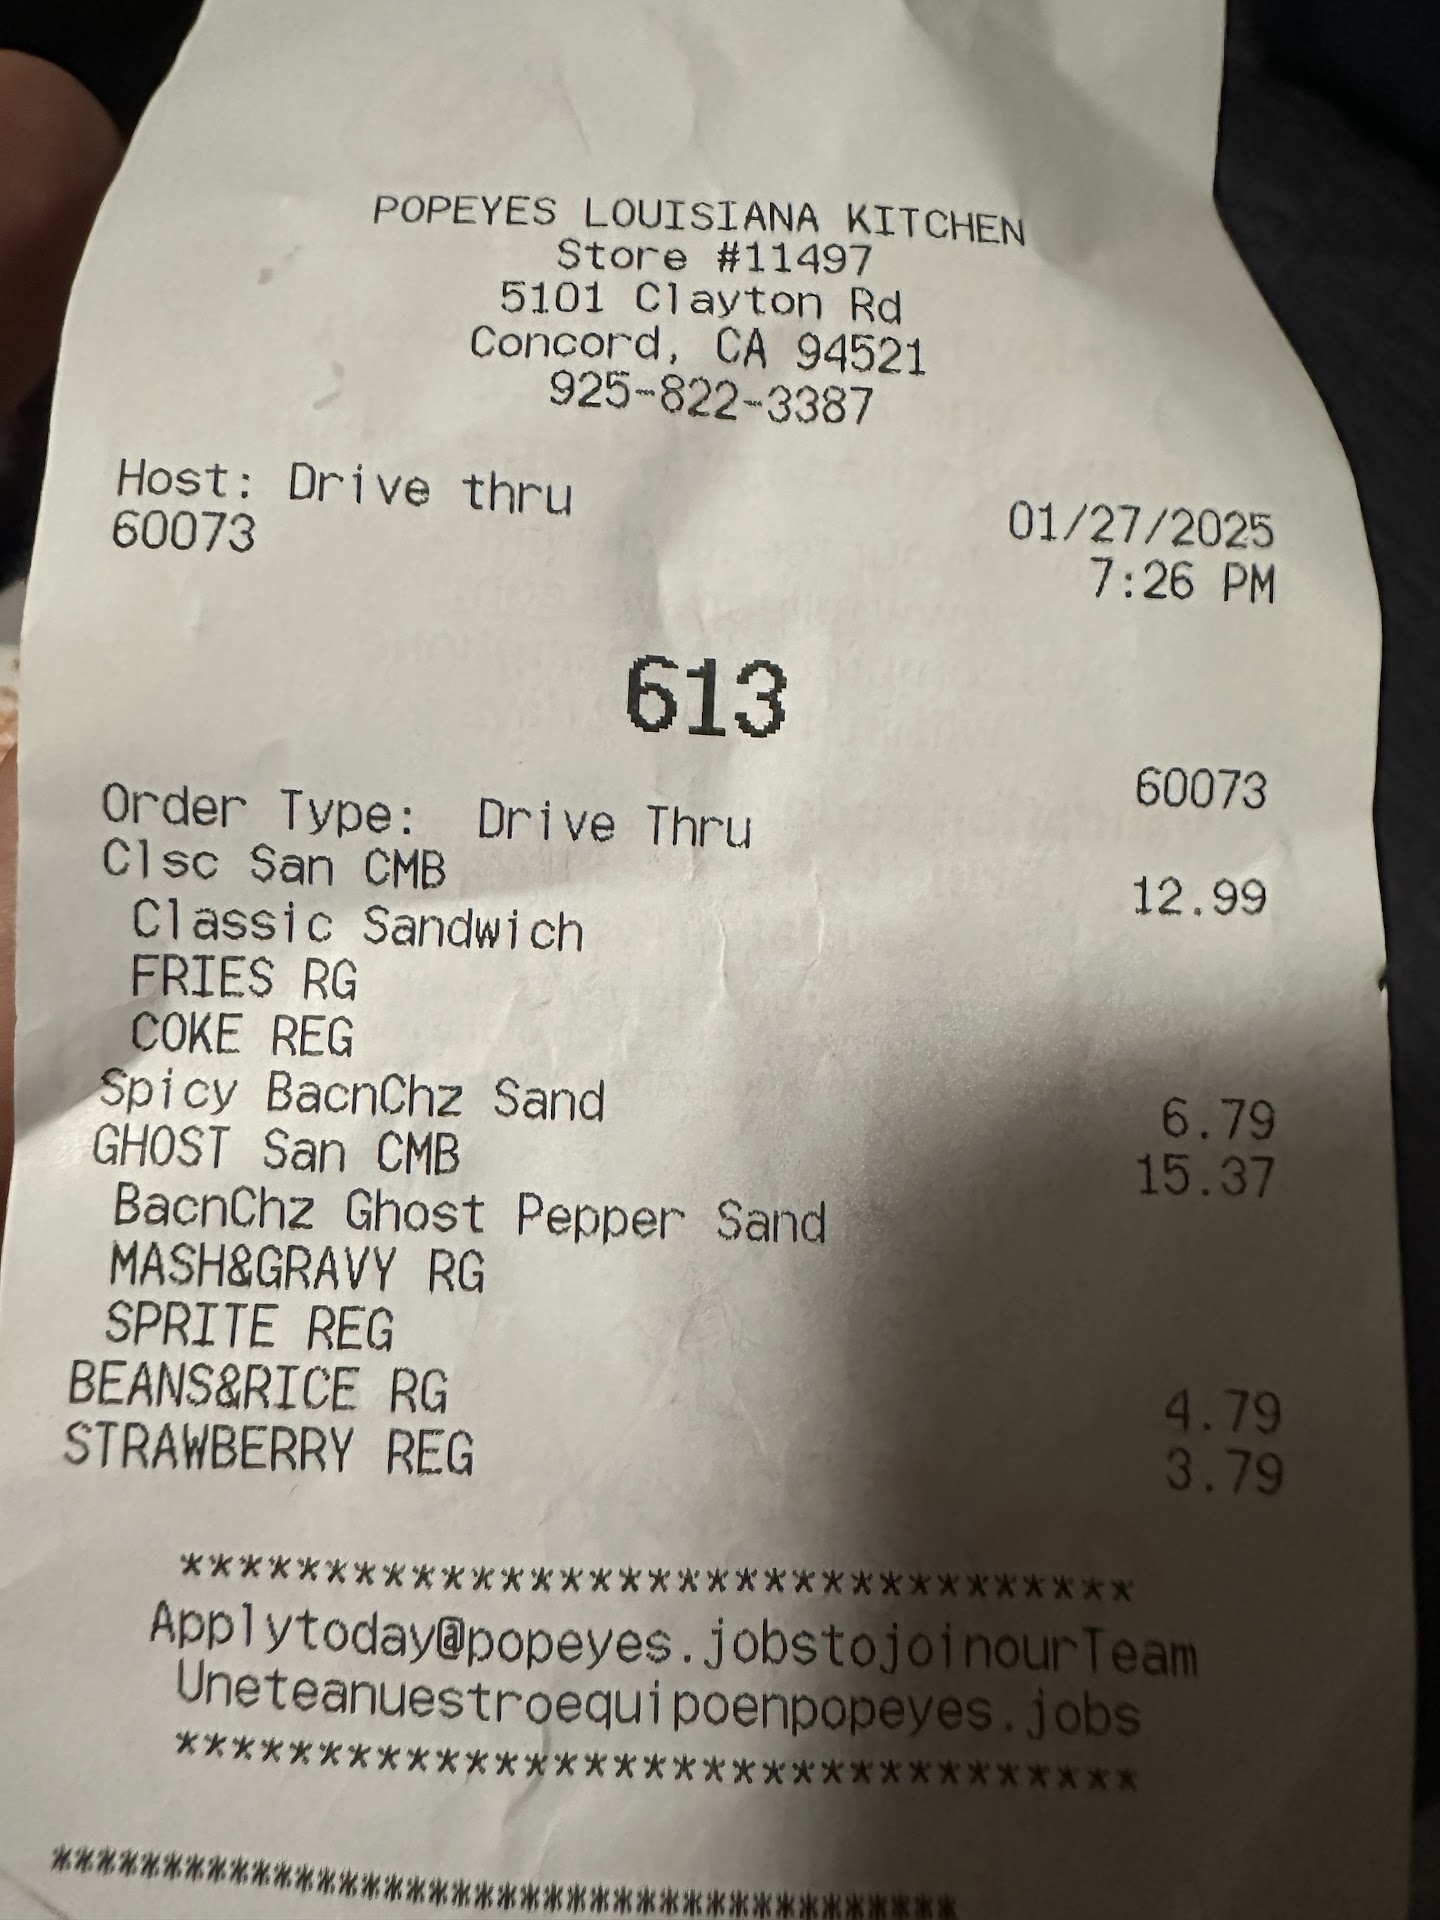 POPEYES LOUISIANA KITCHEN
Store #11497
5101 Clayton Rd
Concord, CA 94521
925-822-3387
Host: Drive thru
60073
01/27/2025
7:26 PM
613
60073
Order Type: Drive Thru
Clsc San CMB 12.99
Classic Sandwich
FRIES RG
COKE REG
Spicy BacnChz Sand 6.79
GHOST San CMB 15.37
BacnChz Ghost Pepper Sand
MASH&GRAVY RG
SPRITE REG
BEANS&RICE RG 4.79
STRAWBERRY REG 3.79
*********************************
Applytoday@popeyes.jobstojoinourTeam
Uneteanuestroequipoenpopeyes.jobs
*********************************
*****************************************